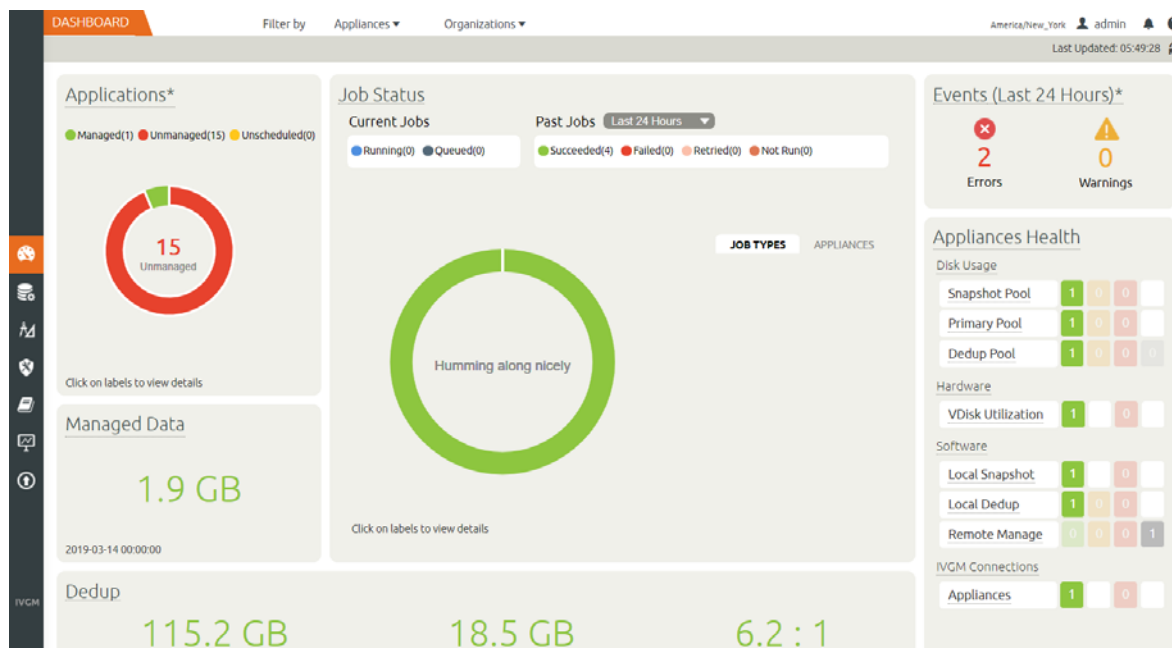 DASHBOARD
Filter by
Appliances ▼
Organizations ▼
America/New_York
admin
Last Updated: 05:49:28
Applications*
Managed(1) Unmanaged(15) Unscheduled(0)
15
Unmanaged
Click on labels to view details
Managed Data
1.9 GB
2019-03-14 00:00:00
Job Status
Current Jobs
Running(0) Queued(0)
Past Jobs Last 24 Hours
Succeeded(4) Failed(0) Retried(0) Not Run(0)
JOB TYPES APPLIANCES
Humming along nicely
Click on labels to view details
Dedup
115.2 GB 18.5 GB 6.2 : 1
Events (Last 24 Hours)*
2 0
Errors Warnings
Appliances Health
Disk Usage
Snapshot Pool 1 0 0
Primary Pool 1 0 0
Dedup Pool 1 0 0 0
Hardware
VDisk Utilization 1 0
Software
Local Snapshot 1 0
Local Dedup 1 0 0
Remote Manage 0 0 0 1
IVGM Connections
Appliances 1 0
IVGM